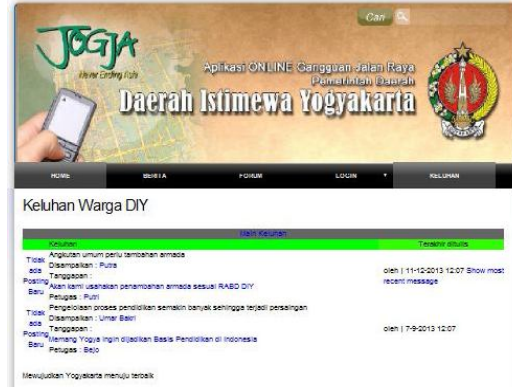 Cari
JOGJA
Never Ending Asia
Aplikasi ONLINE Gangguan Jalan Raya
Pemerintah Daerah
Daerah Istimewa Yogyakarta
HOME BERITA FORUM LOGIN KELUHAN
Keluhan Warga DIY
Main Keluhan
Keluhan Terakhir ditulis
Tidak ada Posting Baru
Angkutan umum perlu tambahan armada
Disampaikan : Putra
Tanggapan :
Akan kami usahakan penambahan armada sesuai RABD DIY
Petugas : Putri
oleh | 11-12-2013 12:07 Show most
recent message
Tidak ada Posting Baru
Pengelolaan proses pendidikan semakin banyak sehingga terjadi persaingan
Disampaikan : Umar Bakri
Tanggapan :
Memang Yogya ingin dijadikan Basis Pendidikan di Indonesia
Petugas : Bejo
oleh | 7-9-2013 12:07
Mewujudkan Yogyakarta menuju terbaik